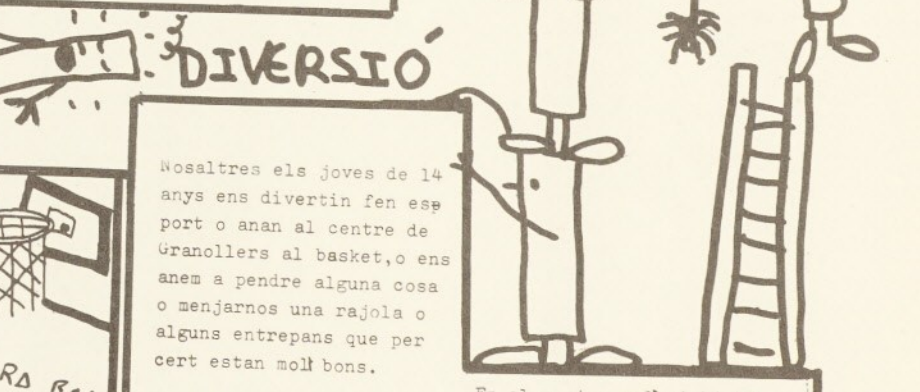 DIVERSIÓ
Nosaltres els joves de 14
anys ens divertin fen esp
port o anan al centre de
Granollers al basket,o ens
anem a pendre alguna cosa
o menjarnos una rajola o
alguns entrepans que per
cert estan molt bons.